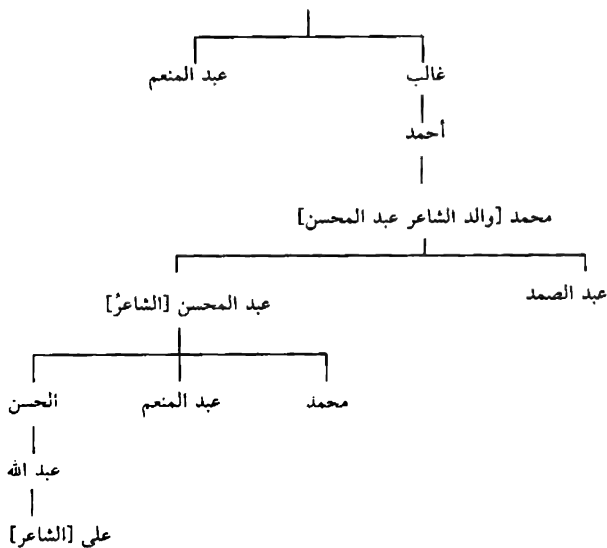 غالب عبد المنعم
أحمد
محمد [والد الشاعر عبد المحسن]
عبد الصمد
عبد المحسن [الشاعرُ]
محمد عبد المنعم الحسن
عبد الله
على [الشاعر]